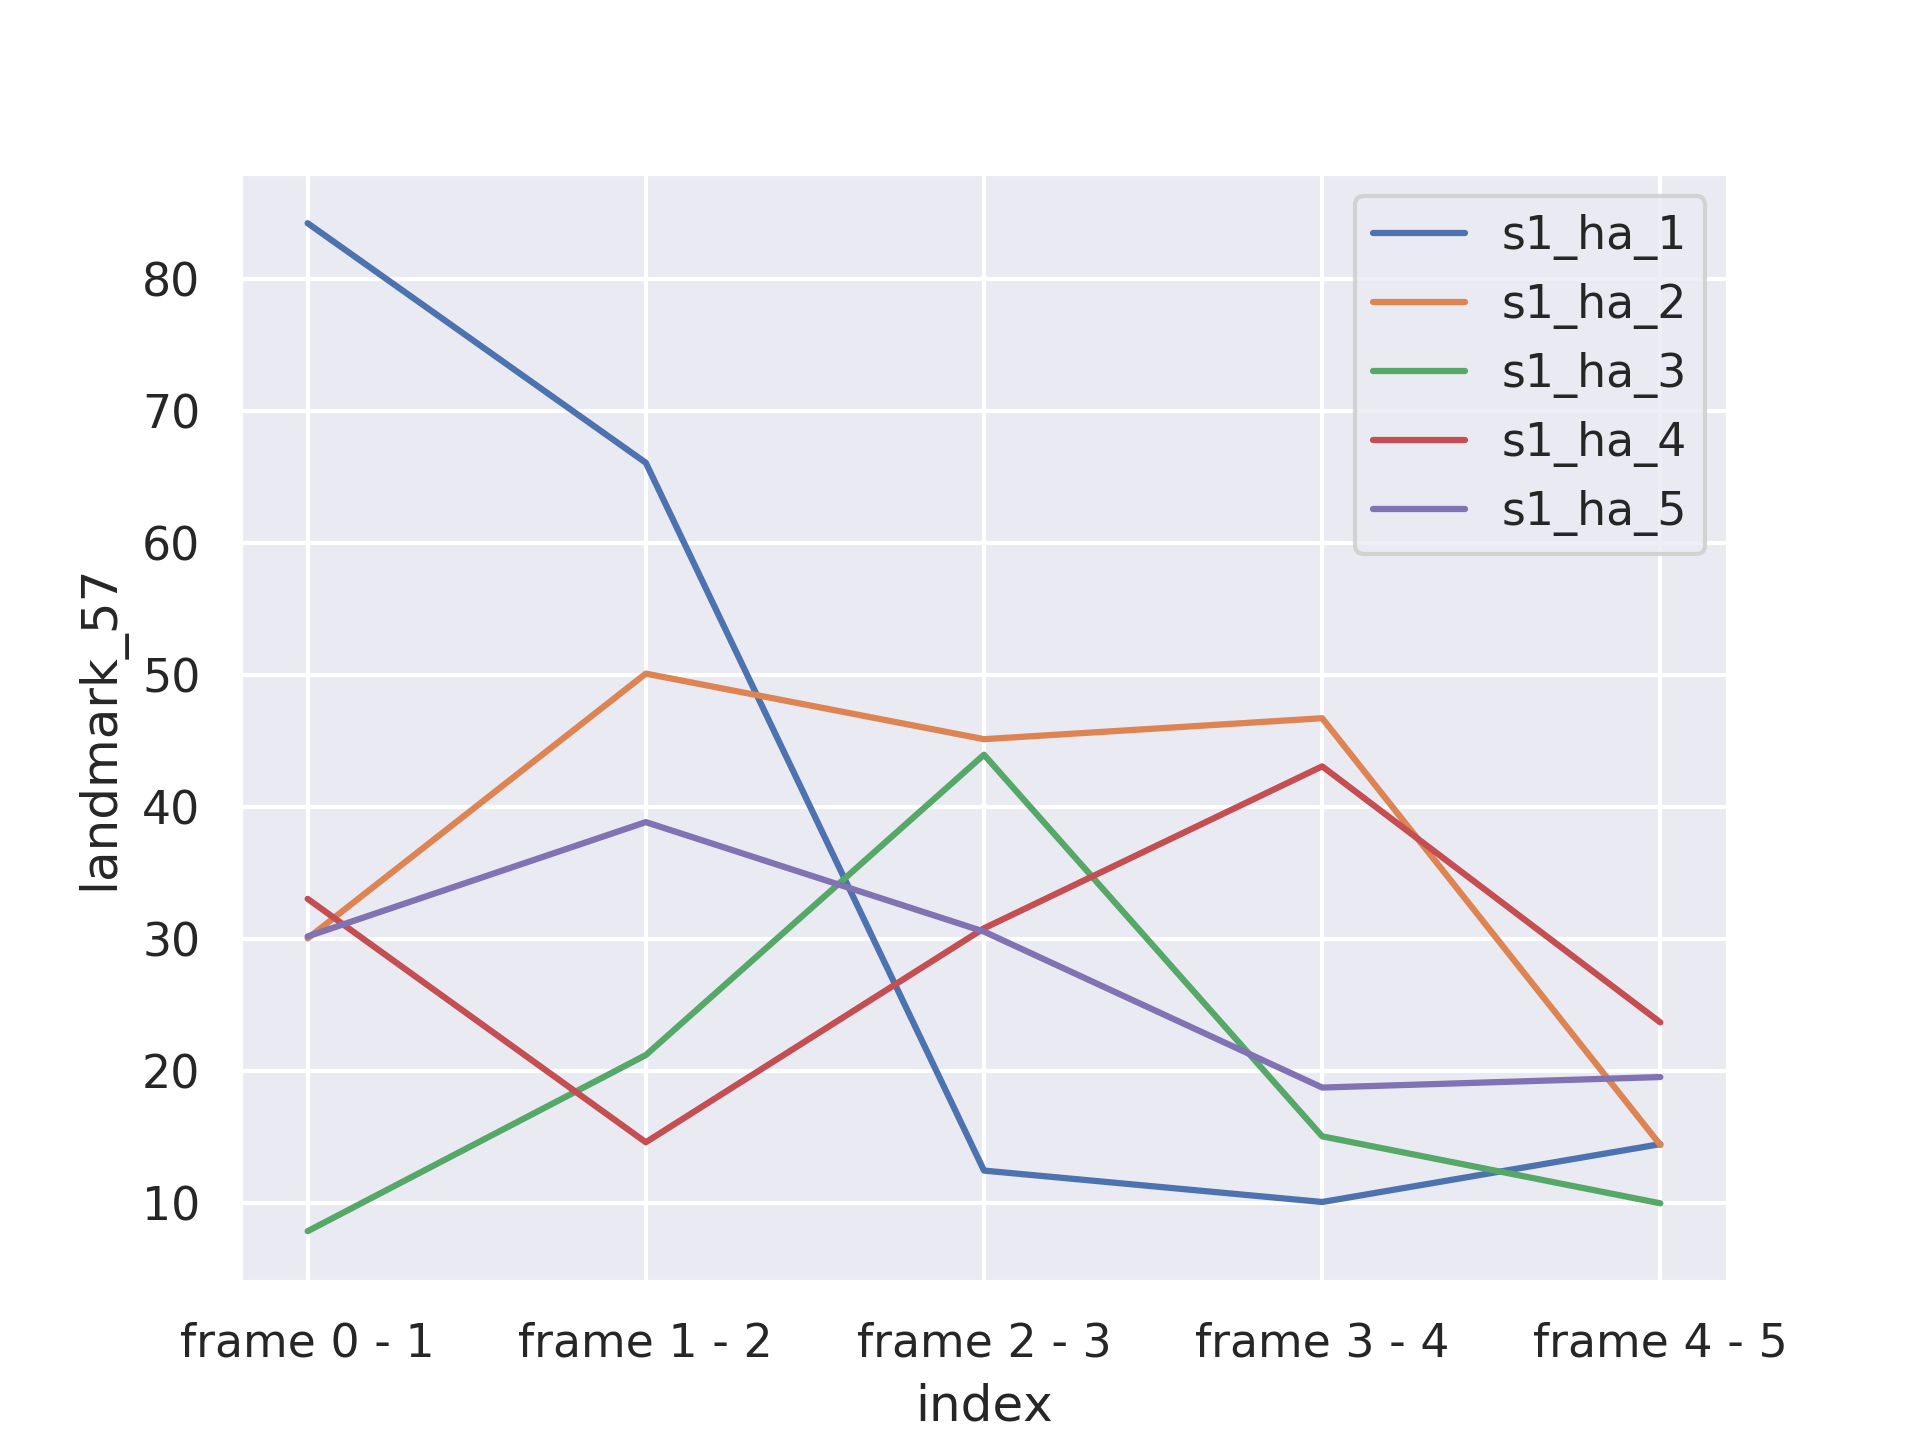 s1_ha_1
s1_ha_2
s1_ha_3
s1_ha_4
s1_ha_5
80
70
60
50
40
30
20
10
landmark_57
frame 0 - 1
frame 1 - 2
frame 2 - 3
frame 3 - 4
frame 4 - 5
index